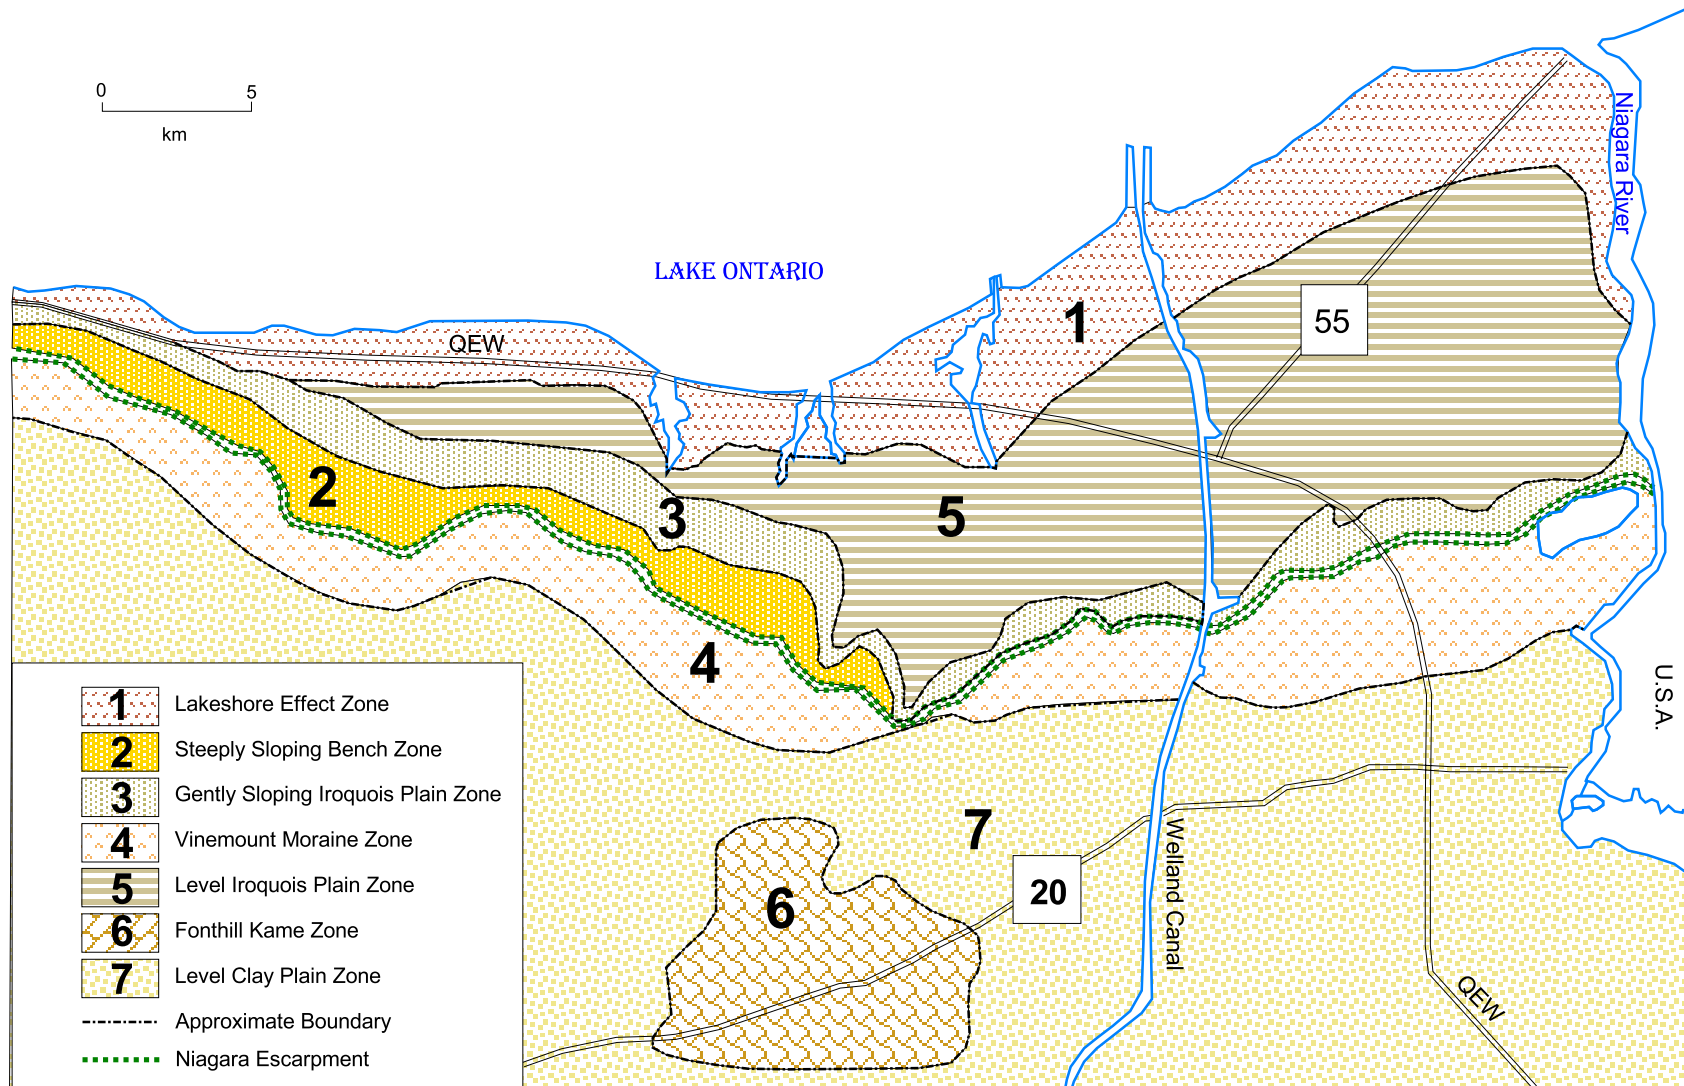 0 5
km
LAKE ONTARIO
Niagara River
QEW
1
55
2
3
5
4
U.S.A.
7
6
20
Welland Canal
QEW
1 Lakeshore Effect Zone
2 Steeply Sloping Bench Zone
3 Gently Sloping Iroquois Plain Zone
4 Vinemount Moraine Zone
5 Level Iroquois Plain Zone
6 Fonthill Kame Zone
7 Level Clay Plain Zone
Approximate Boundary
Niagara Escarpment